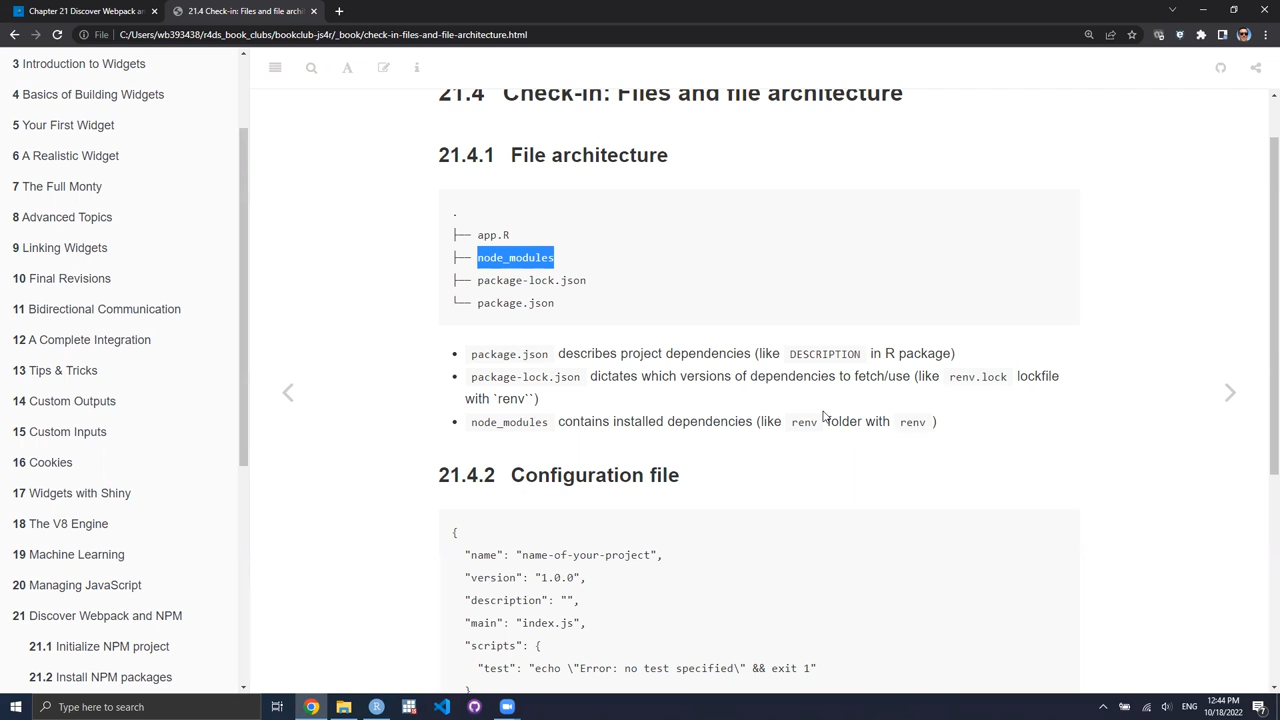 Chapter 21 Discover Webpack an
21.4 Check-in: Files and file archit
File
C:/Users/wb393438/r4ds_book_clubs/bookclub-js4r/_book/check-in-files-and-file-architecture.html
3 Introduction to Widgets
4 Basics of Building Widgets
5 Your First Widget
6 A Realistic Widget
7 The Full Monty
8 Advanced Topics
9 Linking Widgets
10 Final Revisions
11 Bidirectional Communication
12 A Complete Integration
13 Tips & Tricks
14 Custom Outputs
15 Custom Inputs
16 Cookies
17 Widgets with Shiny
18 The V8 Engine
19 Machine Learning
20 Managing JavaScript
21 Discover Webpack and NPM
21.1 Initialize NPM project
21.2 Install NPM packages
21.4 Check-in: Files and file architecture
21.4.1 File architecture
.
├── app.R
├── node_modules
├── package-lock.json
└── package.json
• package.json describes project dependencies (like DESCRIPTION in R package)
• package-lock.json dictates which versions of dependencies to fetch/use (like renv.lock lockfile
with `renv``)
• node_modules contains installed dependencies (like renv folder with renv )
21.4.2 Configuration file
{
"name": "name-of-your-project",
"version": "1.0.0",
"description": "",
"main": "index.js",
"scripts": {
"test": "echo \"Error: no test specified\" && exit 1"
}
Type here to search
ENG
12:44 PM
10/18/2022